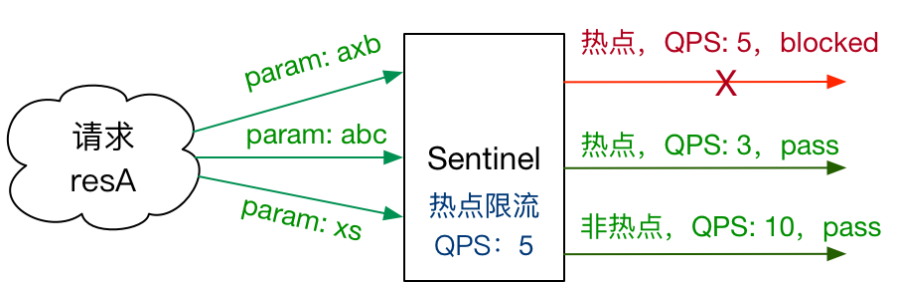 请求
resA
param: axb
param: abc
param: xs
Sentinel
热点限流
QPS：5
热点，QPS: 5，blocked
X
热点，QPS: 3，pass
非热点，QPS: 10，pass